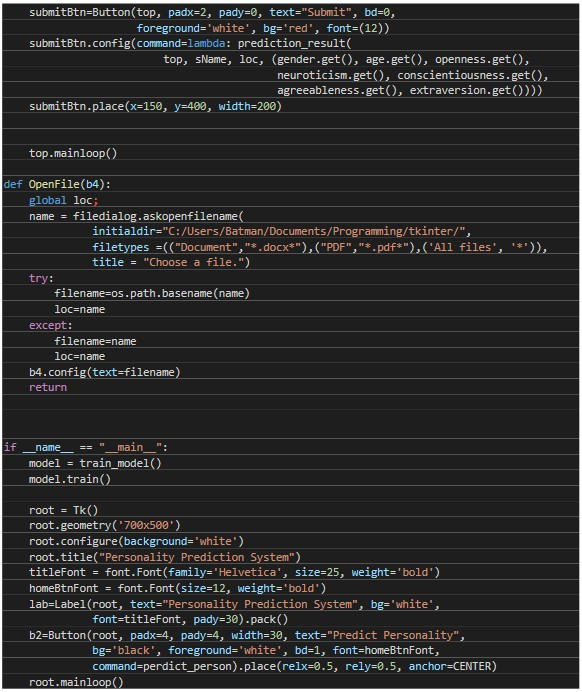 submitBtn=Button(top, padx=2, pady=0, text="Submit", bd=0,
foreground='white', bg='red', font=(12))
submitBtn.config(command=lambda: prediction_result(
top, sName, loc, (gender.get(), age.get(), openness.get(),
neuroticism.get(), conscientiousness.get(),
agreeableness.get(), extraversion.get())))
submitBtn.place(x=150, y=400, width=200)
top.mainloop()
def OpenFile(b4):
global loc;
name = filedialog.askopenfilename(
initialdir="C:/Users/Batman/Documents/Programming/tkinter/",
filetypes =(("Document","*.docx*"),("PDF","*.pdf*"),('All files', '*')),
title = "Choose a file.")
try:
filename=os.path.basename(name)
loc=name
except:
filename=name
loc=name
b4.config(text=filename)
return
if __name__ == "__main__":
model = train_model()
model.train()
root = Tk()
root.geometry('700x500')
root.configure(background='white')
root.title("Personality Prediction System")
titleFont = font.Font(family='Helvetica', size=25, weight='bold')
homeBtnFont = font.Font(size=12, weight='bold')
lab=Label(root, text="Personality Prediction System", bg='white',
font=titleFont, pady=30).pack()
b2=Button(root, padx=4, pady=4, width=30, text="Predict Personality",
bg='black', foreground='white', bd=1, font=homeBtnFont,
command=perdict_person).place(relx=0.5, rely=0.5, anchor=CENTER)
root.mainloop()